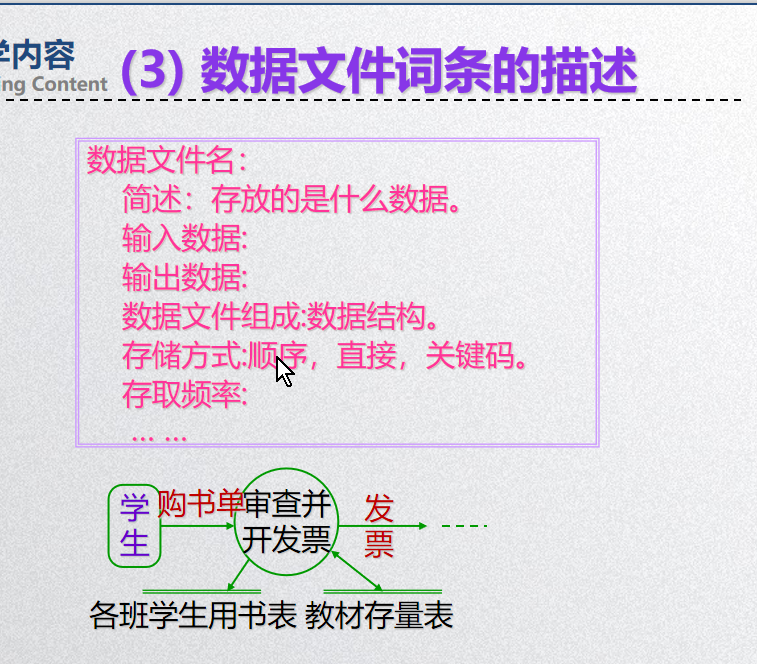 学内容
ing Content
(3) 数据文件词条的描述
数据文件名：
简述：存放的是什么数据。
输入数据:
输出数据:
数据文件组成:数据结构。
存储方式:顺序，直接，关键码。
存取频率:
… …
学生
购书单
审查并
开发票
发票
各班学生用书表
教材存量表